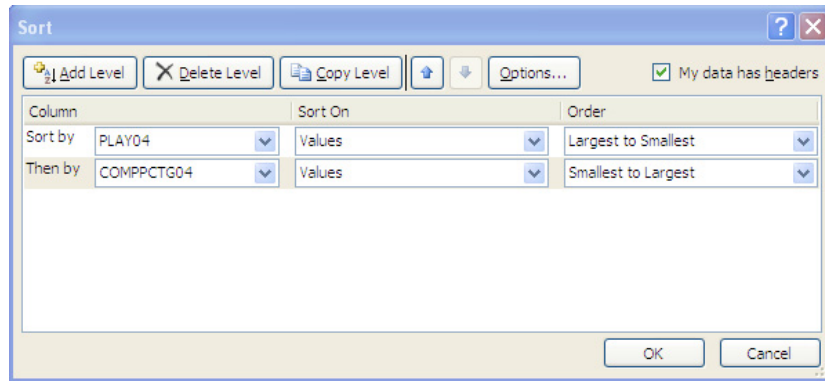 Sort
Add Level Delete Level Copy Level Options... My data has headers
Column Sort On Order
Sort by PLAY04 Values Largest to Smallest
Then by COMPPCTG04 Values Smallest to Largest
OK Cancel